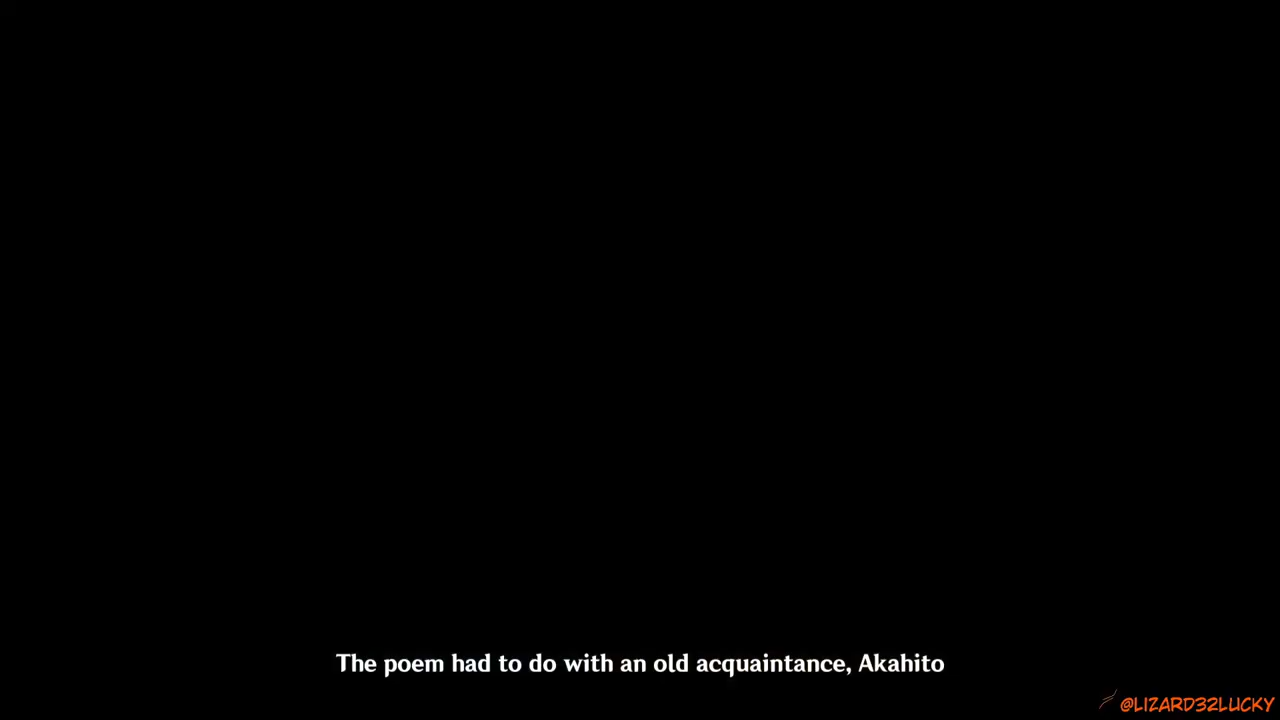 The poem had to do with an old acquaintance, Akahito
@LIZARD32LUCKY